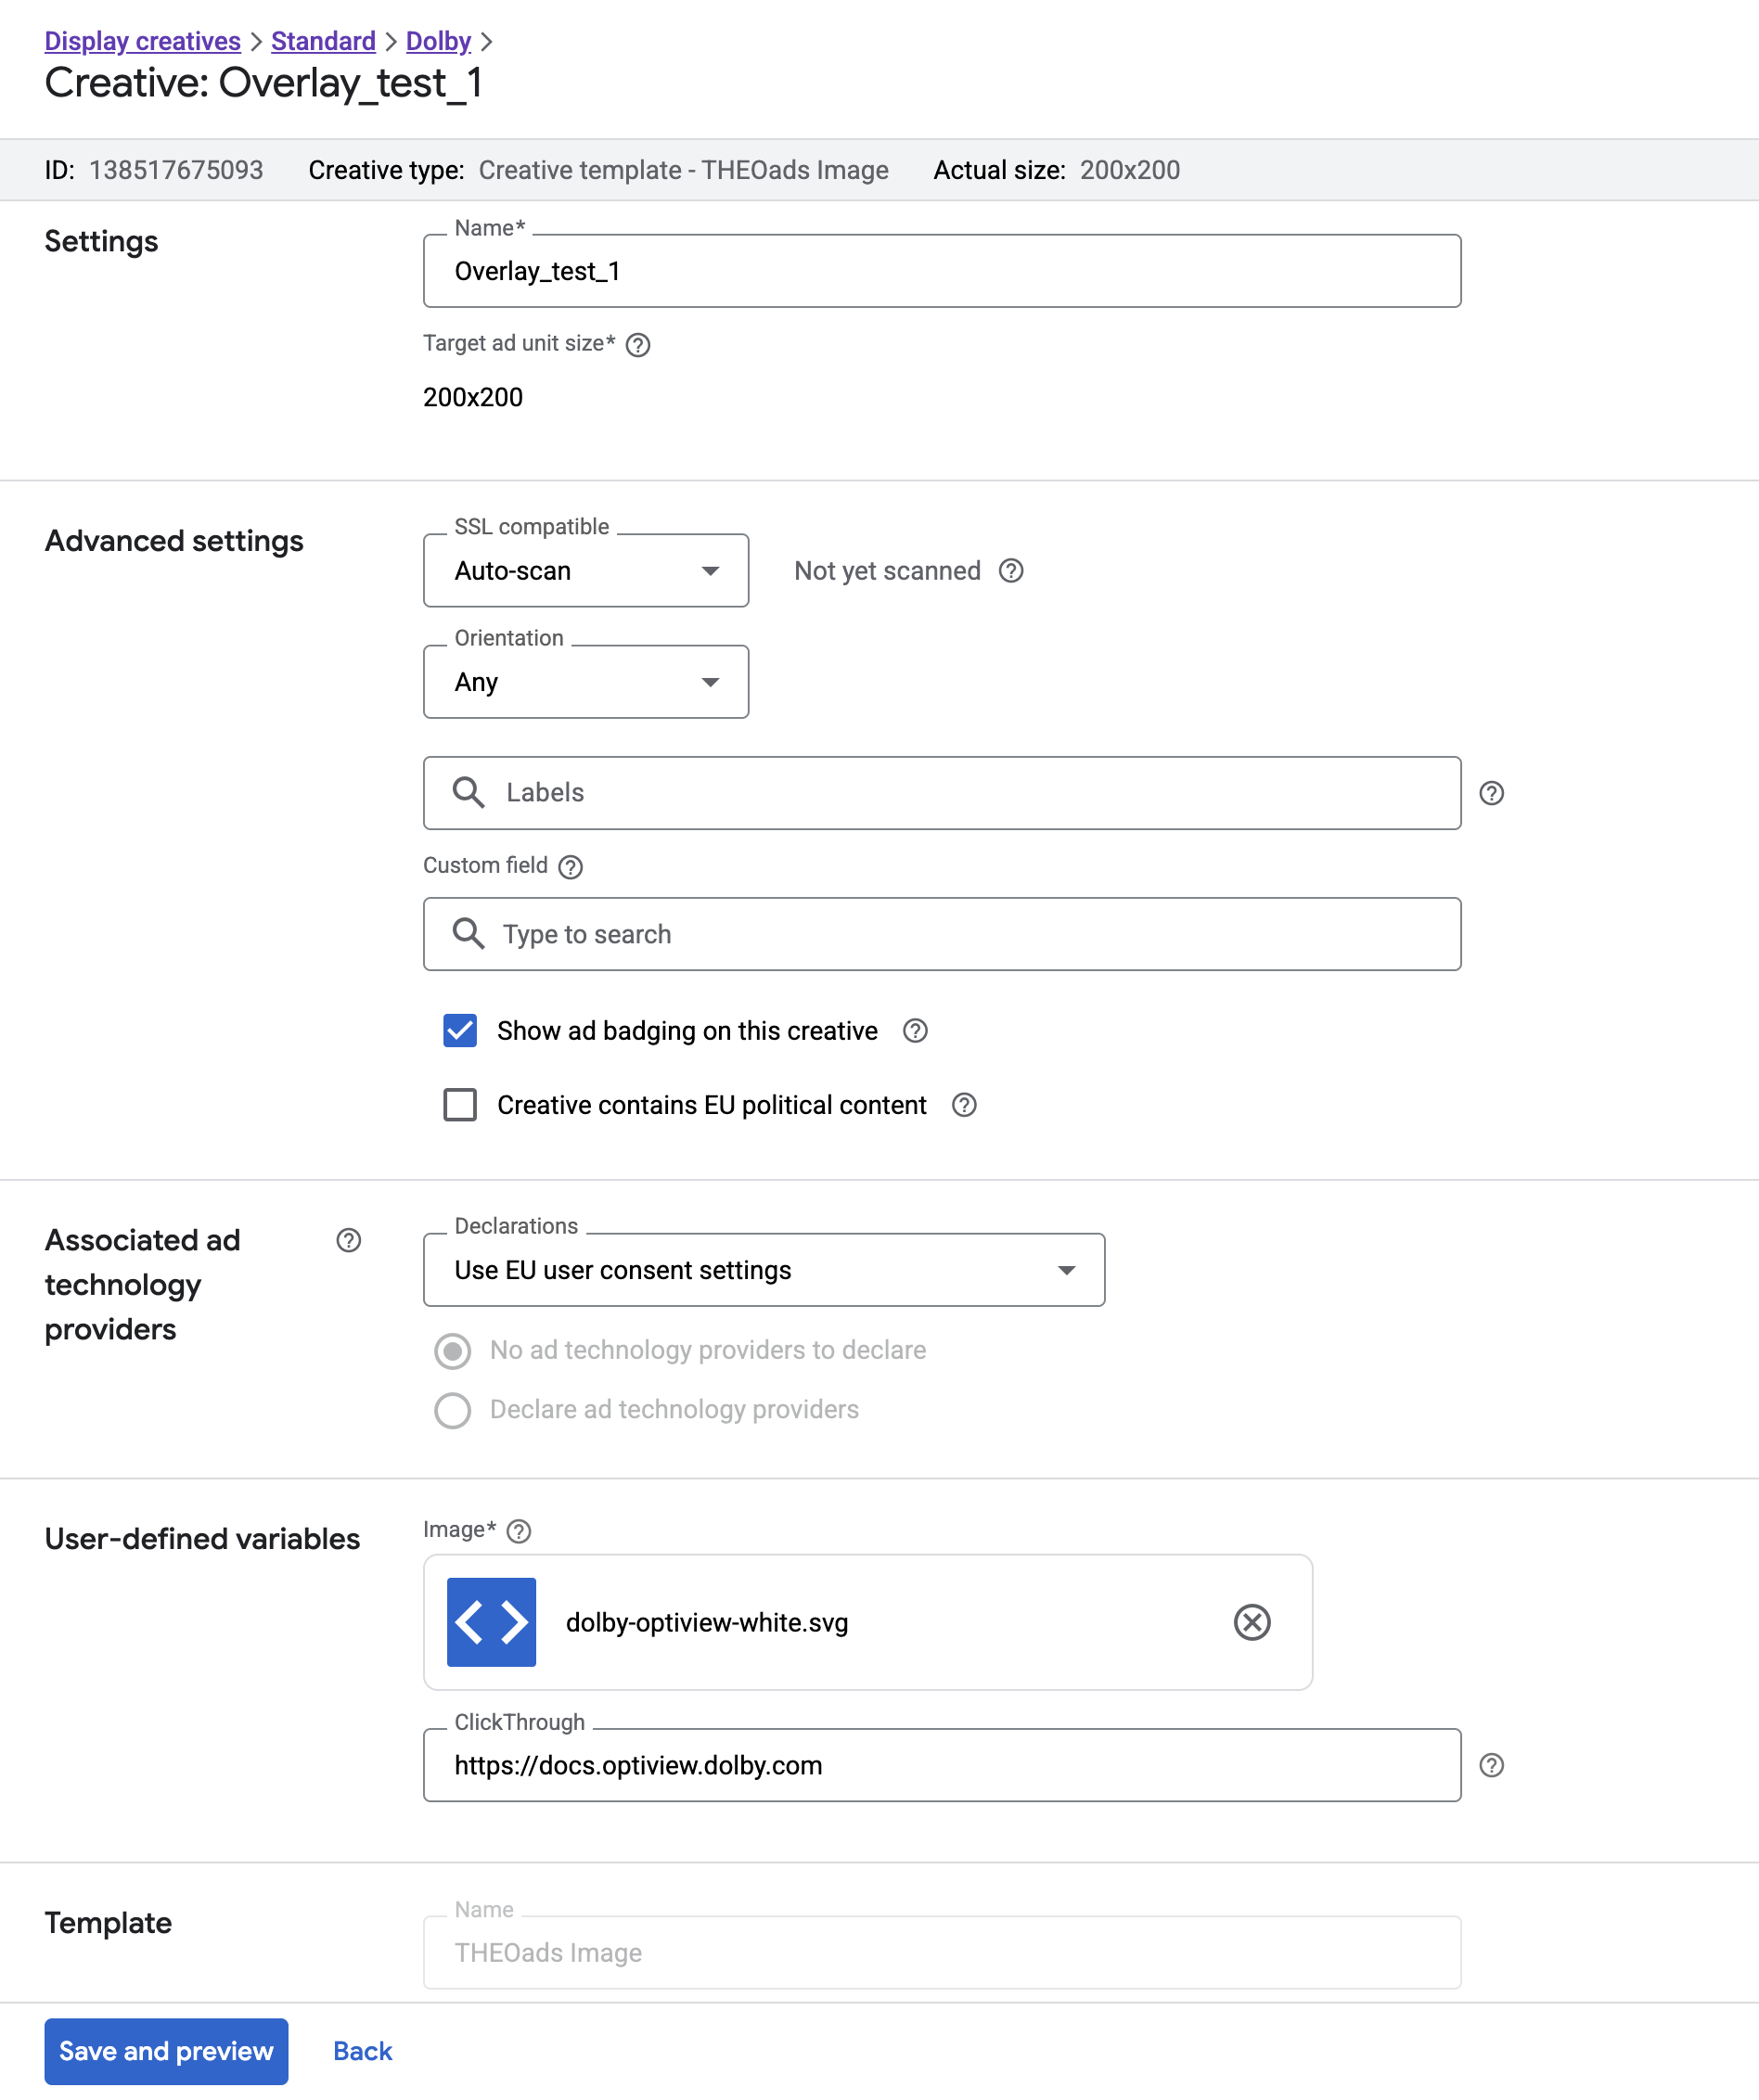 Display creatives > Standard > Dolby >
Creative: Overlay_test_1
ID: 138517675093 Creative type: Creative template - THEOads Image Actual size: 200x200
Settings
Name*
Overlay_test_1
Target ad unit size*
200x200
Advanced settings
SSL compatible
Auto-scan
Not yet scanned
Orientation
Any
Labels
Custom field
Type to search
Show ad badging on this creative
Creative contains EU political content
Associated ad
technology
providers
Declarations
Use EU user consent settings
No ad technology providers to declare
Declare ad technology providers
User-defined variables
Image*
dolby-optiview-white.svg
ClickThrough
https://docs.optiview.dolby.com
Template
Name
THEOads Image
Save and preview Back